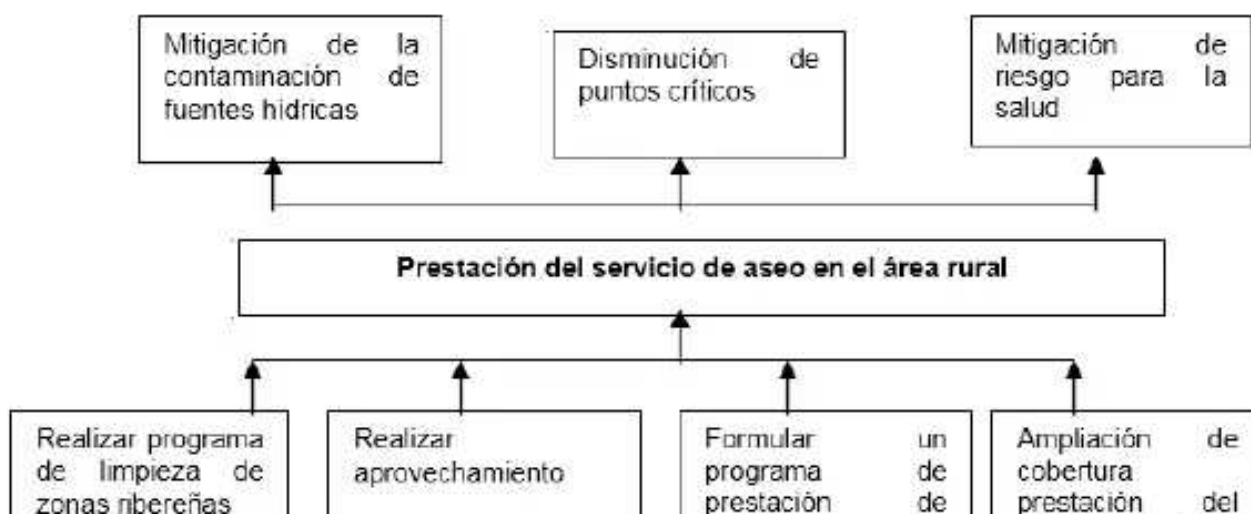 Mitigación de la
contaminación de
fuentes hídricas
Disminución de
puntos críticos
Mitigación de
riesgo para la
salud
Prestación del servicio de aseo en el área rural
Realizar programa
de limpieza de
zonas ribereñas
Realizar
aprovechamiento
Formular un
programa de
prestación de
Ampliación de
cobertura
prestación del